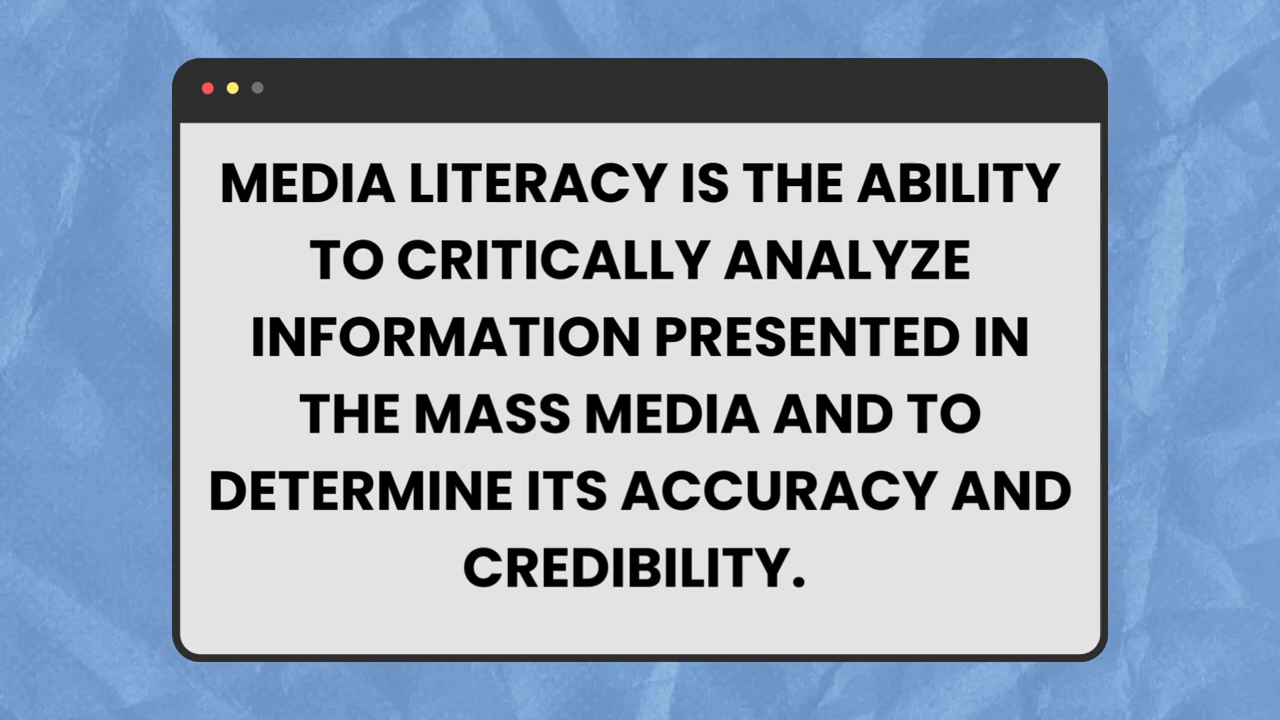 MEDIA LITERACY IS THE ABILITY
TO CRITICALLY ANALYZE
INFORMATION PRESENTED IN
THE MASS MEDIA AND TO
DETERMINE ITS ACCURACY AND
CREDIBILITY.